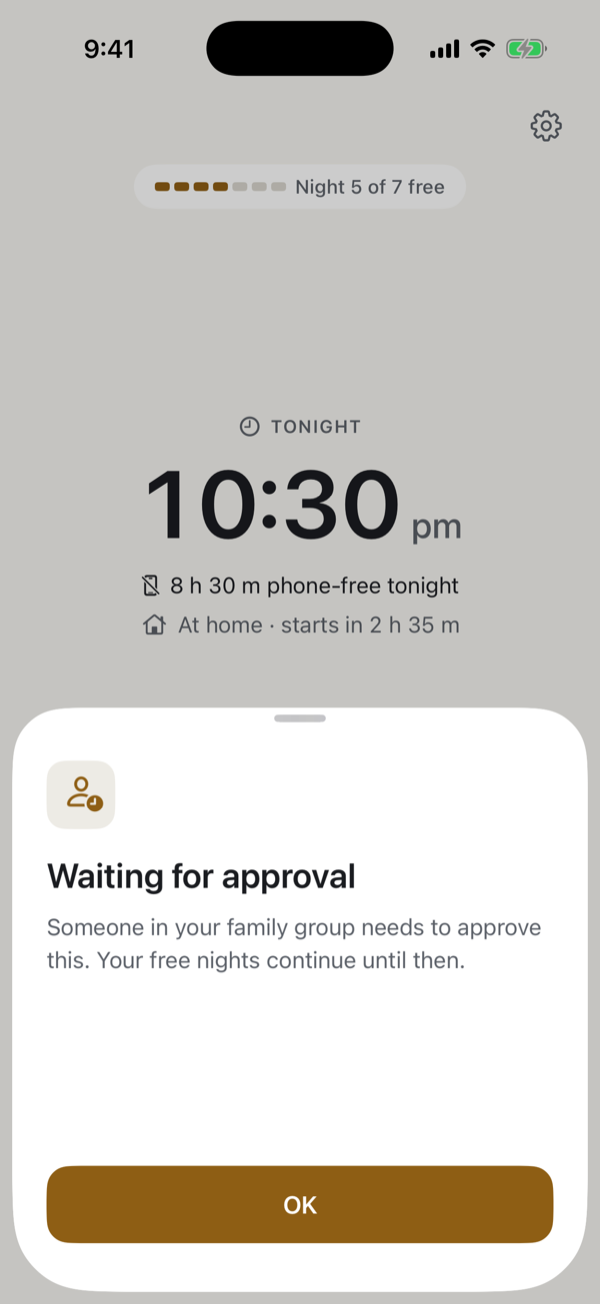 9:41
Night 5 of 7 free
TONIGHT
10:30 pm
8 h 30 m phone-free tonight
At home · starts in 2 h 35 m
Waiting for approval
Someone in your family group needs to approve
this. Your free nights continue until then.
OK